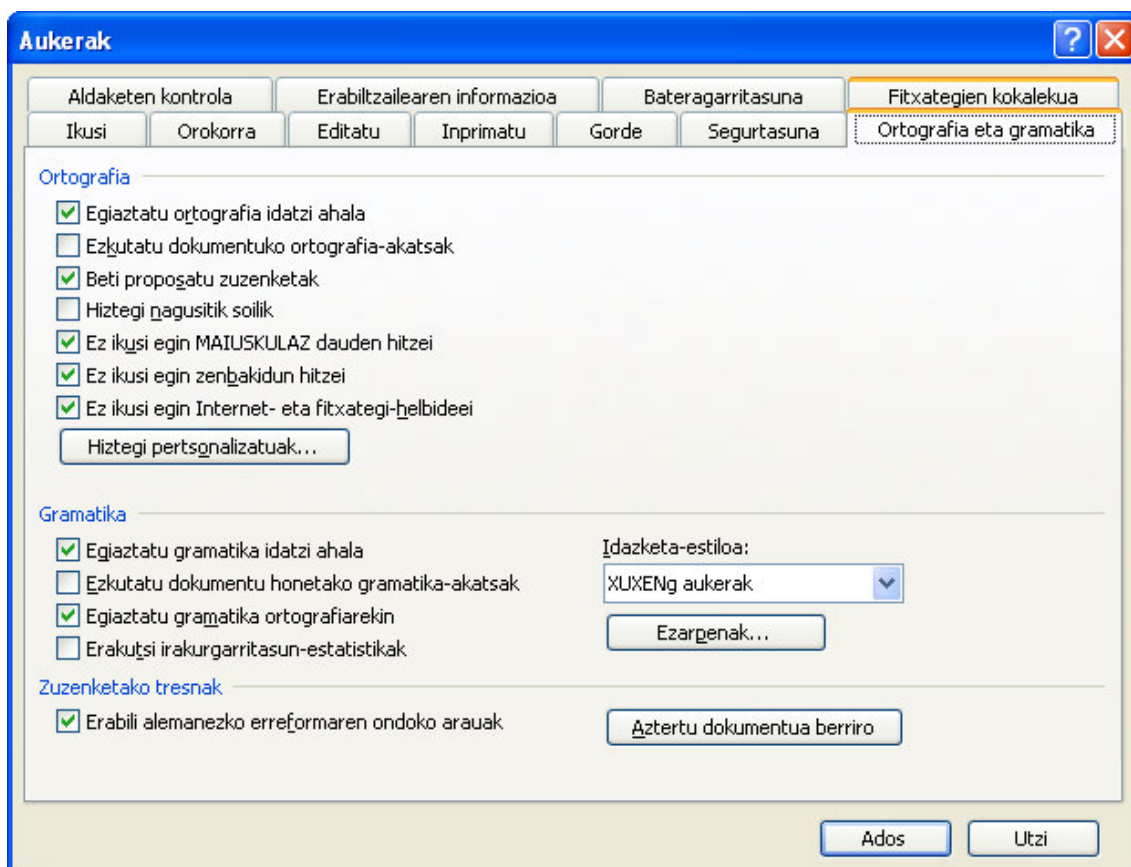 Aukerak
Aldaketen kontrola Erabiltzailearen informazioa Bateragarritasuna Fitxategien kokalekua
Ikusi Orokorra Editatu Inprimatu Gorde Segurtasuna Ortografia eta gramatika
Ortografia
Egiaztatu ortografia idatzi ahala
Ezkutatu dokumentuko ortografia-akatsak
Beti proposatu zuzenketak
Hiztegi nagusitik soilik
Ez ikusi egin MAIUSKULAZ dauden hitzei
Ez ikusi egin zenbakidun hitzei
Ez ikusi egin Internet- eta fitxategi-helbideei
Hiztegi pertsonalizatuak...
Gramatika
Egiaztatu gramatika idatzi ahala
Ezkutatu dokumentu honetako gramatika-akatsak
Egiaztatu gramatika ortografiarekin
Erakutsi irakurgarritasun-estatistikak
Idazketa-estiloa:
XUXENg aukerak
Ezarpenak...
Zuzenketako tresnak
Erabili alemanezko erreformaren ondoko arauak
Aztertu dokumentua berriro
Ados Utzi